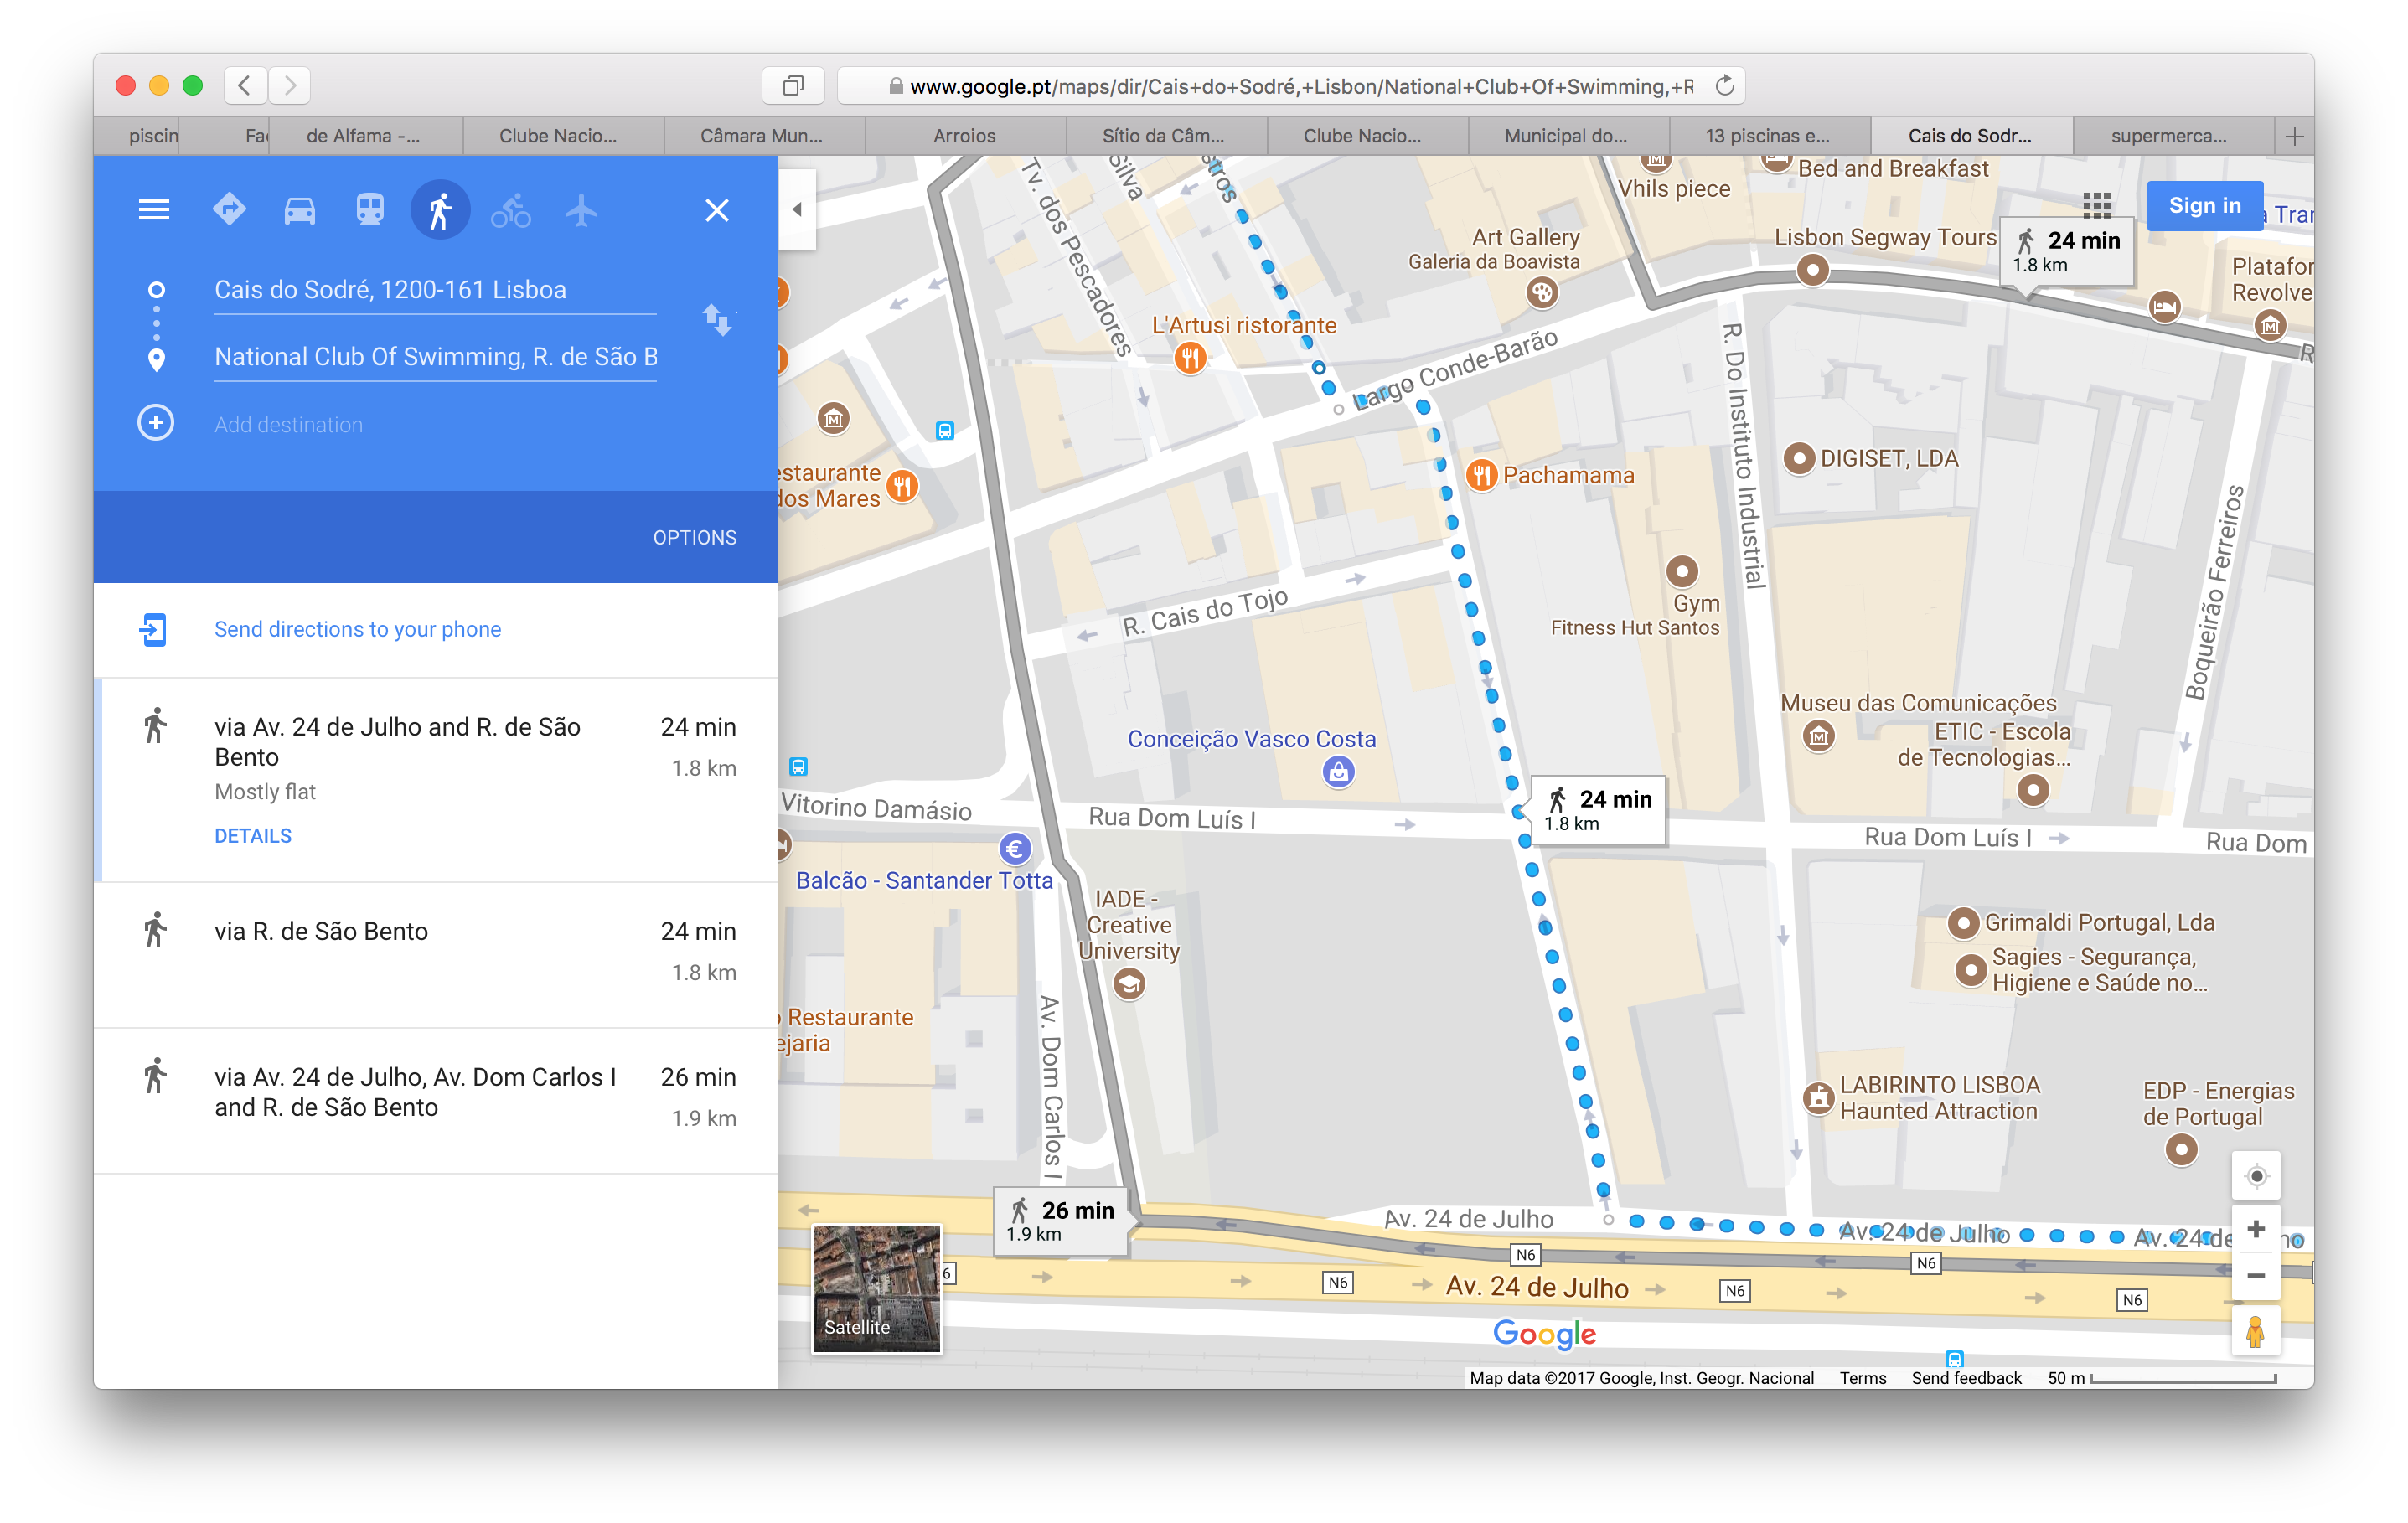 www.google.pt/maps/dir/Cais+do+Sodré,+Lisbon/National+Club+Of+Swimming,+R
piscin
Fac
de Alfama -...
Clube Nacio...
Câmara Mun...
Arroios
Sítio da Câm...
Clube Nacio...
Municipal do...
13 piscinas e...
Cais do Sodr...
supermerca...
Cais do Sodré, 1200-161 Lisboa
National Club Of Swimming, R. de São B
Add destination
OPTIONS
Send directions to your phone
via Av. 24 de Julho and R. de São
Bento
24 min
1.8 km
Mostly flat
DETAILS
via R. de São Bento
24 min
1.8 km
via Av. 24 de Julho, Av. Dom Carlos I
and R. de São Bento
26 min
1.9 km
Sign in
Tv. dos Pescadores
Silva
stros
Vhils piece
Bed and Breakfast
Art Gallery
Galeria da Boavista
Lisbon Segway Tours
24 min
1.8 km
a Tran
Platafor
Revolve
L'Artusi ristorante
Largo Conde-Barão
R. Do Instituto Industrial
R
estaurante
dos Mares
Pachamama
DIGISET, LDA
Boqueirão Ferreiros
R. Cais do Tojo
Gym
Fitness Hut Santos
Conceição Vasco Costa
Museu das Comunicações
ETIC - Escola
de Tecnologias...
Vitorino Damásio
Rua Dom Luís I
24 min
1.8 km
Rua Dom Luís I
Rua Dom
Balcão - Santander Totta
IADE -
Creative
University
Grimaldi Portugal, Lda
Sagies - Segurança,
Higiene e Saúde no...
o Restaurante
ejaria
Av. Dom Carlos I
LABIRINTO LISBOA
Haunted Attraction
EDP - Energias
de Portugal
26 min
1.9 km
Av. 24 de Julho
Av. 24 de Julho
Av. 24 de
ho
N6
N6
6
N6
Av. 24 de Julho
N6
N6
Satellite
Google
Map data ©2017 Google, Inst. Geogr. Nacional
Terms
Send feedback
50 m